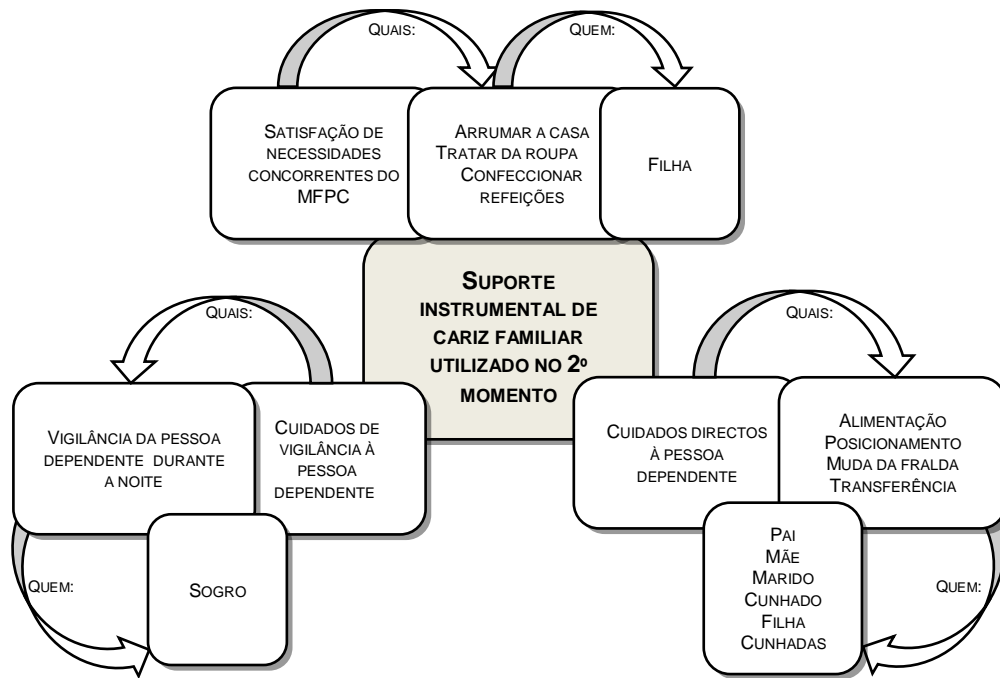 QUAIS:
QUEM:
SATISFAÇÃO DE
NECESSIDADES
CONCORRENTES DO
MFPC
ARRUMAR A CASA
TRATAR DA ROUPA
CONFECCIONAR
REFEIÇÕES
FILHA
SUPORTE
INSTRUMENTAL DE
CARIZ FAMILIAR
UTILIZADO NO 2º
MOMENTO
QUAIS:
VIGILÂNCIA DA PESSOA
DEPENDENTE DURANTE
A NOITE
CUIDADOS DE
VIGILÂNCIA À
PESSOA
DEPENDENTE
QUEM:
SOGRO
QUAIS:
CUIDADOS DIRECTOS
À PESSOA
DEPENDENTE
ALIMENTAÇÃO
POSICIONAMENTO
MUDA DA FRALDA
TRANSFERÊNCIA
PAI
MÃE
MARIDO
CUNHADO
FILHA
CUNHADAS
QUEM: